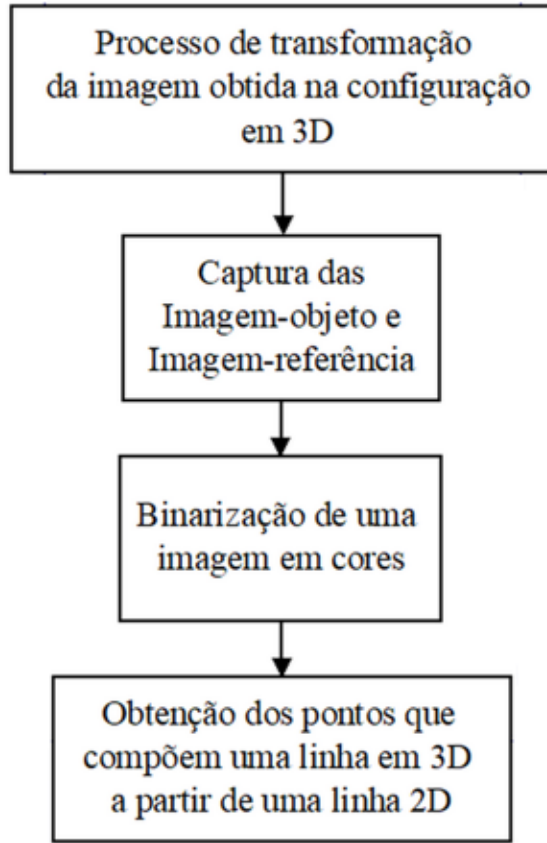 Processo de transformação
da imagem obtida na configuração
em 3D
Captura das
Imagem-objeto e
Imagem-referência
Binarização de uma
imagem em cores
Obtenção dos pontos que
compõem uma linha em 3D
a partir de uma linha 2D